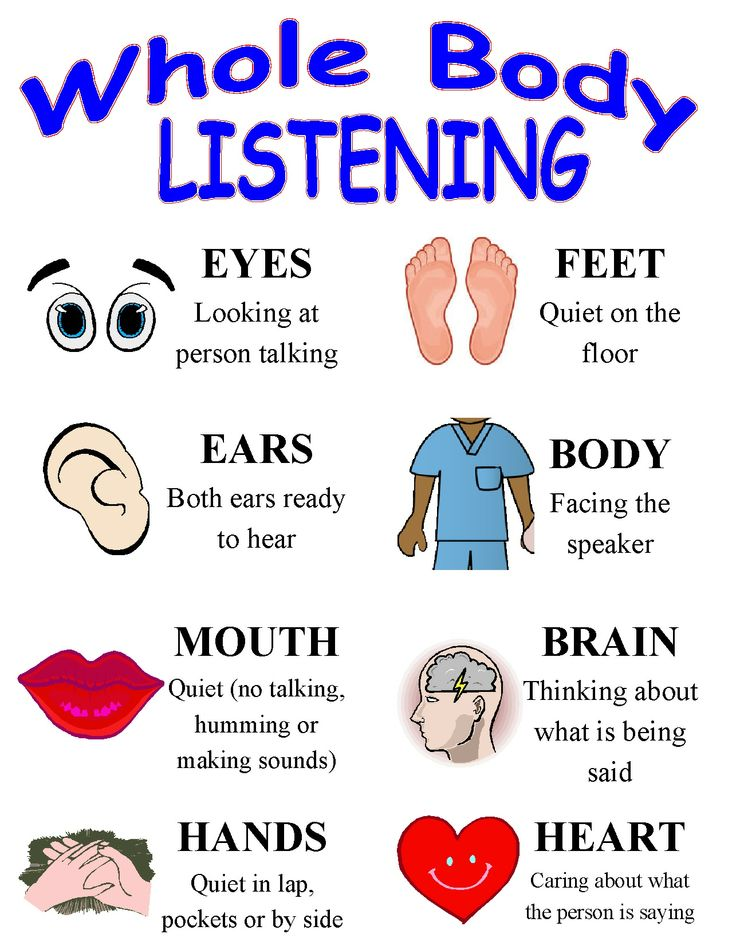 Whole Body
LISTENING
EYES
Looking at
person talking
FEET
Quiet on the
floor
EARS
Both ears ready
to hear
BODY
Facing the
speaker
MOUTH
Quiet (no talking,
humming or
making sounds)
BRAIN
Thinking about
what is being
said
HANDS
Quiet in lap,
pockets or by side
HEART
Caring about what
the person is saying